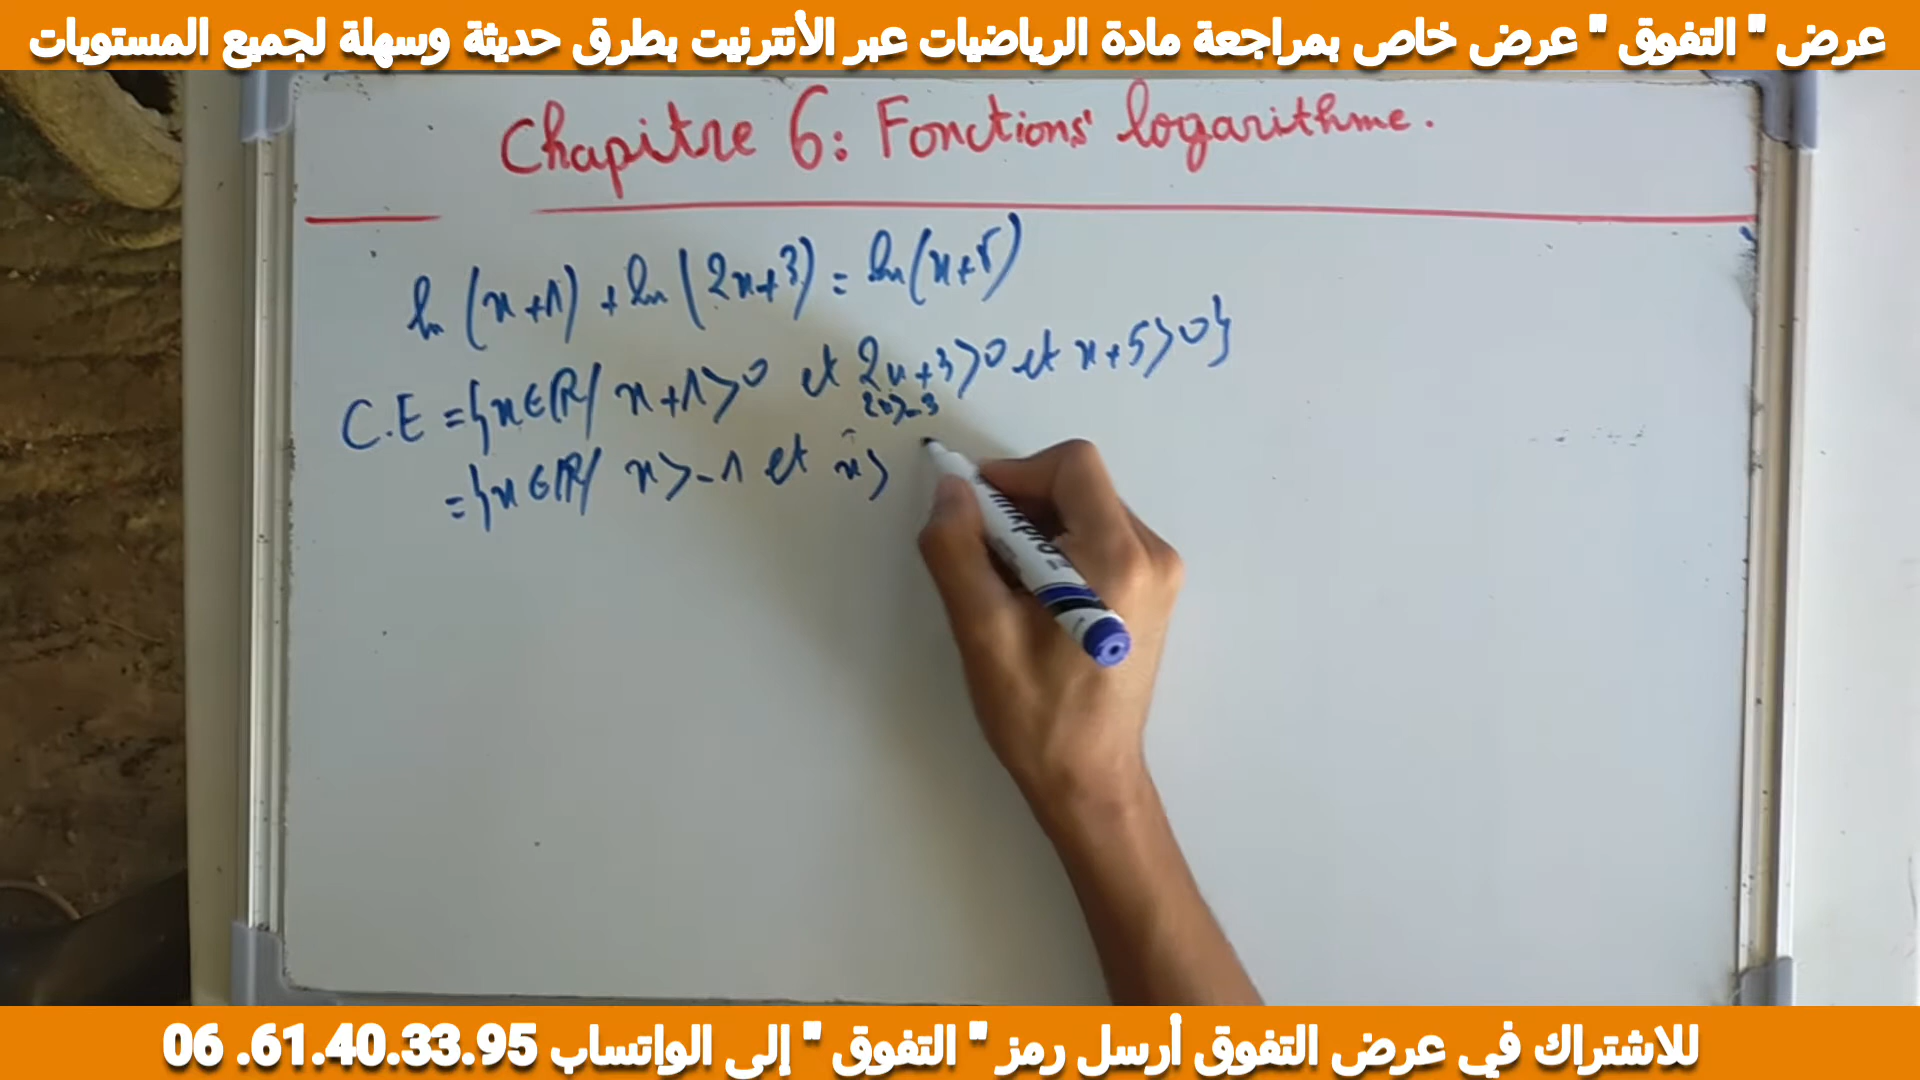 عرض " التفوق " عرض خاص بمراجعة مادة الرياضيات عبر الأنترنيت بطرق حديثة وسهلة لجميع المستويات
Chapitre 6: Fonctions logarithme.
ln (x+1) + ln (2x+3) = ln(x+5)
C.E = {x∈ℝ/ x+1>0 et 2x+3>0 et x+5>0}
2x>-3
= {x∈ℝ/ x>-1 et x>
للاشتراك في عرض التفوق أرسل رمز " التفوق " إلى الواتساب 06 .61.40.33.95